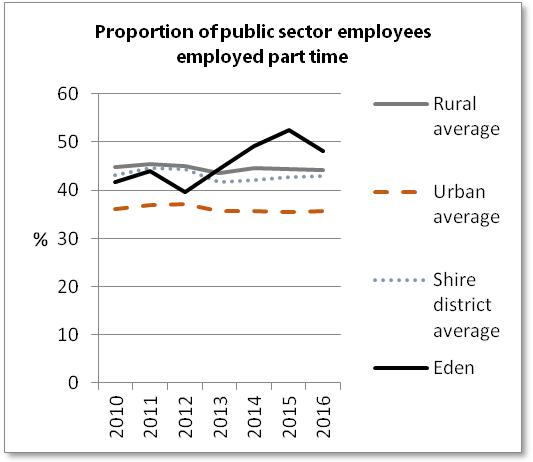 Proportion of public sector employees
employed part time
60
50
40
30
20
10
0
%
2010
2011
2012
2013
2014
2015
2016
Rural
average
Urban
average
Shire
district
average
Eden